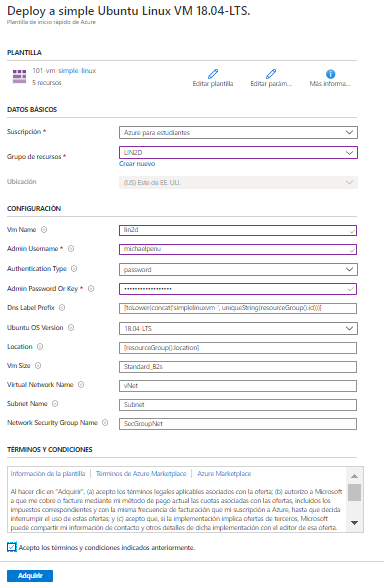 Deploy a simple Ubuntu Linux VM 18.04-LTS.
Plantilla de inicio rápido de Azure
PLANTILLA
101-vm-simple-linux
5 recursos
Editar plantilla
Editar parám...
Más informa...
DATOS BÁSICOS
Suscripción *
Azure para estudiantes
Grupo de recursos *
LIN2D
Crear nuevo
Ubicación
(US) Este de EE. UU.
CONFIGURACIÓN
Vm Name
lin2d
Admin Username *
michaelpenu
Authentication Type
password
Admin Password Or Key *
••••••••••••••••••
Dns Label Prefix
[toLower(concat('simplelinuxvm-', uniqueString(resourceGroup().id)))]
Ubuntu OS Version
18.04-LTS
Location
[resourceGroup().location]
Vm Size
Standard_B2s
Virtual Network Name
vNet
Subnet Name
Subnet
Network Security Group Name
SecGroupNet
TÉRMINOS Y CONDICIONES
Información de la plantilla | Términos de Azure Marketplace | Azure Marketplace
Al hacer clic en "Adquirir", (a) acepto los términos legales aplicables asociados con la oferta; (b) autorizo a Microsoft
a que me cobre o facture mediante mi método de pago actual las cuotas asociadas con las ofertas, incluidos los
impuestos correspondientes y con la misma frecuencia de facturación que mi suscripción a Azure, hasta que decida
interrumpir el uso de estas ofertas; y (c) acepto que, si la implementación implica ofertas de terceros, Microsoft
puede compartir mi información de contacto y otros detalles de dicha implementación con el editor de esa oferta.
Acepto los términos y condiciones indicados anteriormente.
Adquirir